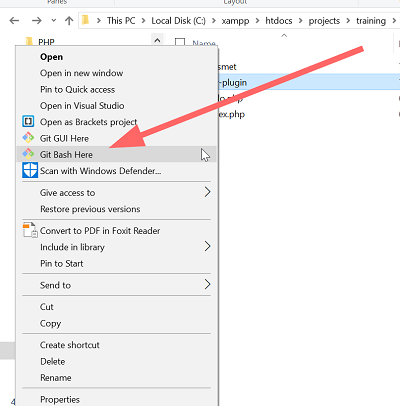 Panes
Layout
This PC > Local Disk (C:) > xampp > htdocs > projects > training
PHP
Name
Open
Open in new window
Pin to Quick access
Open in Visual Studio
Open as Brackets project
Git GUI Here
Git Bash Here
Scan with Windows Defender...
Give access to
Restore previous versions
Convert to PDF in Foxit Reader
Include in library
Pin to Start
Send to
Cut
Copy
Create shortcut
Delete
Rename
Properties
smet
-plugin
lo.php
ex.php